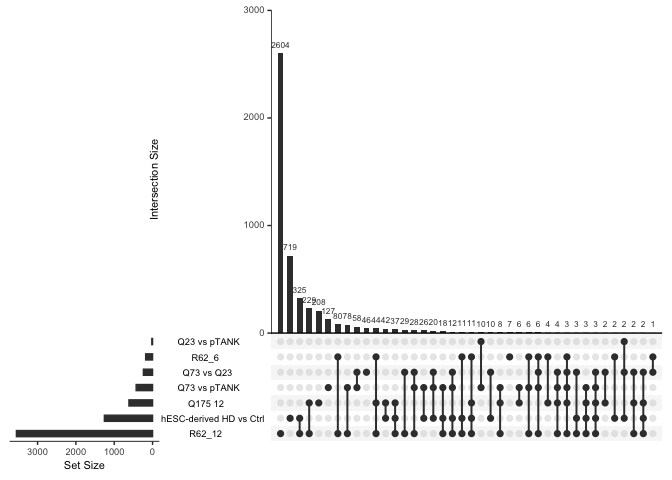 3000
2604
Intersection Size
2000
1000
719
325
229
208
127
80 78 58 46 44 42 37 29 28 26 20 18 12 11 11 10 10 8 7 6 6 6 4 4 3 3 3 3 2 2 2 2 2 1
0
Q23 vs pTANK
R62_6
Q73 vs Q23
Q73 vs pTANK
Q175 12
hESC-derived HD vs Ctrl
R62_12
3000 2000 1000 0
Set Size